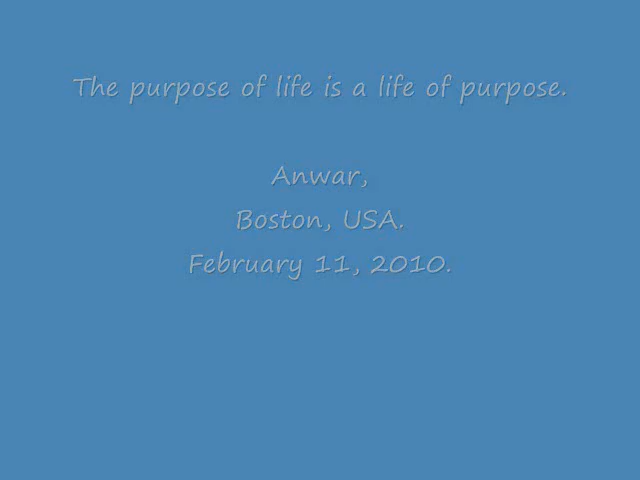 The purpose of life is a life of purpose.
Anwar,
Boston, USA.
February 11, 2010.